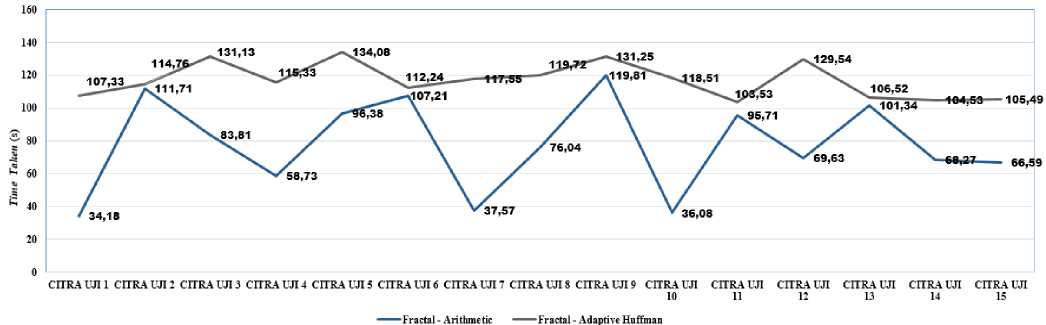 160
140
120
100
80
60
40
20
0
Time Taken (s)
107,33
114,76
131,13
115,33
134,08
112,24
117,55
119,72
131,25
118,51
103,53
129,54
106,52
104,53
105,49
34,18
111,71
83,81
58,73
96,38
107,21
37,57
76,04
119,81
36,08
95,71
69,63
101,34
68,27
66,59
CITRA UJI 1
CITRA UJI 2
CITRA UJI 3
CITRA UJI 4
CITRA UJI 5
CITRA UJI 6
CITRA UJI 7
CITRA UJI 8
CITRA UJI 9
CITRA UJI
10
CITRA UJI
11
CITRA UJI
12
CITRA UJI
13
CITRA UJI
14
CITRA UJI
15
Fractal - Arithmetic
Fractal - Adaptive Huffman